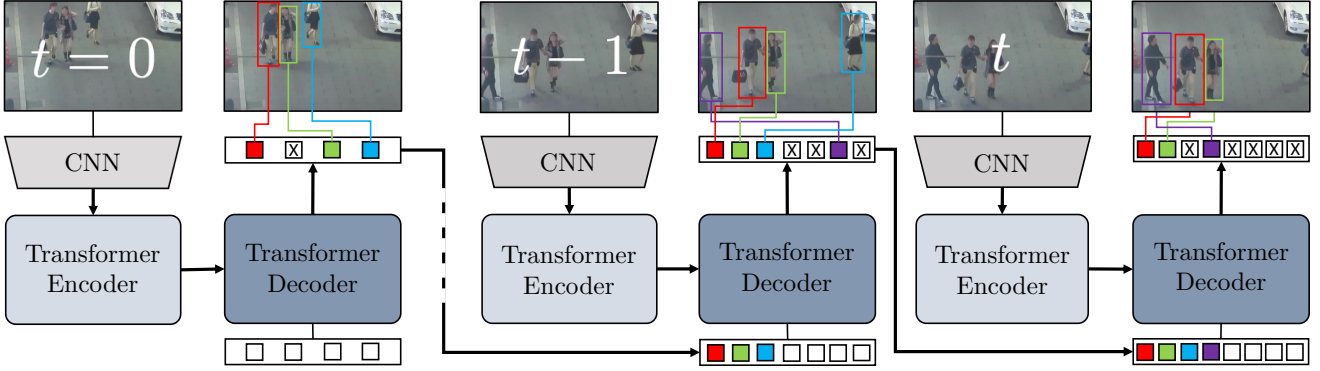 t = 0
CNN
Transformer
Encoder
X
Transformer
Decoder
t − 1
CNN
Transformer
Encoder
X X X
Transformer
Decoder
t
CNN
Transformer
Encoder
X X X X X
Transformer
Decoder